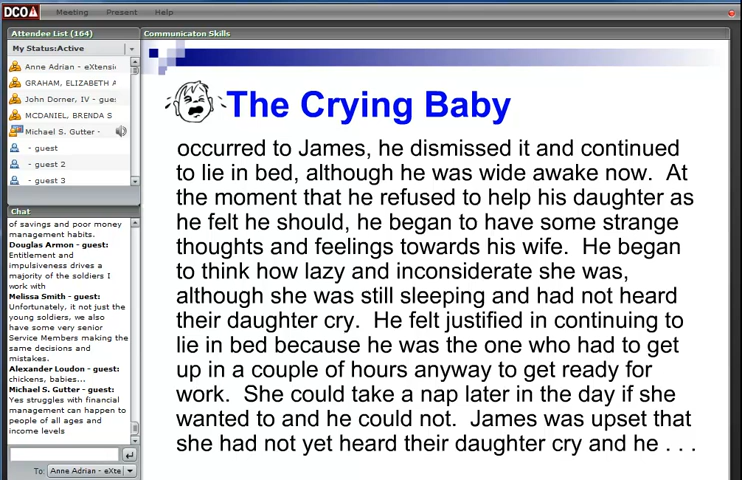 DCO
Meeting Present Help
Attendee List (164)
My Status:Active
Anne Adrian - eXtensi
GRAHAM, ELIZABETH A
John Dorner, IV - gue
MCDANIEL, BRENDA S
Michael S. Gutter -
- guest
- guest 2
- guest 3
Chat
of savings and poor money
management habits.
Douglas Armon - guest:
Entitlement and
impulsiveness drives a
majority of the soldiers I
work with
Melissa Smith - guest:
Unfortunately, it not just the
young soldiers, we also
have some very senior
Service Members making the
same decisions and
mistakes.
Alexander Loudon - guest:
chickens, babies...
Michael S. Gutter - guest:
Yes struggles with financial
management can happen to
people of all ages and
income levels
To: Anne Adrian - eXte
Communicaton Skills
The Crying Baby
occurred to James, he dismissed it and continued
to lie in bed, although he was wide awake now. At
the moment that he refused to help his daughter as
he felt he should, he began to have some strange
thoughts and feelings towards his wife. He began
to think how lazy and inconsiderate she was,
although she was still sleeping and had not heard
their daughter cry. He felt justified in continuing to
lie in bed because he was the one who had to get
up in a couple of hours anyway to get ready for
work. She could take a nap later in the day if she
wanted to and he could not. James was upset that
she had not yet heard their daughter cry and he . . .